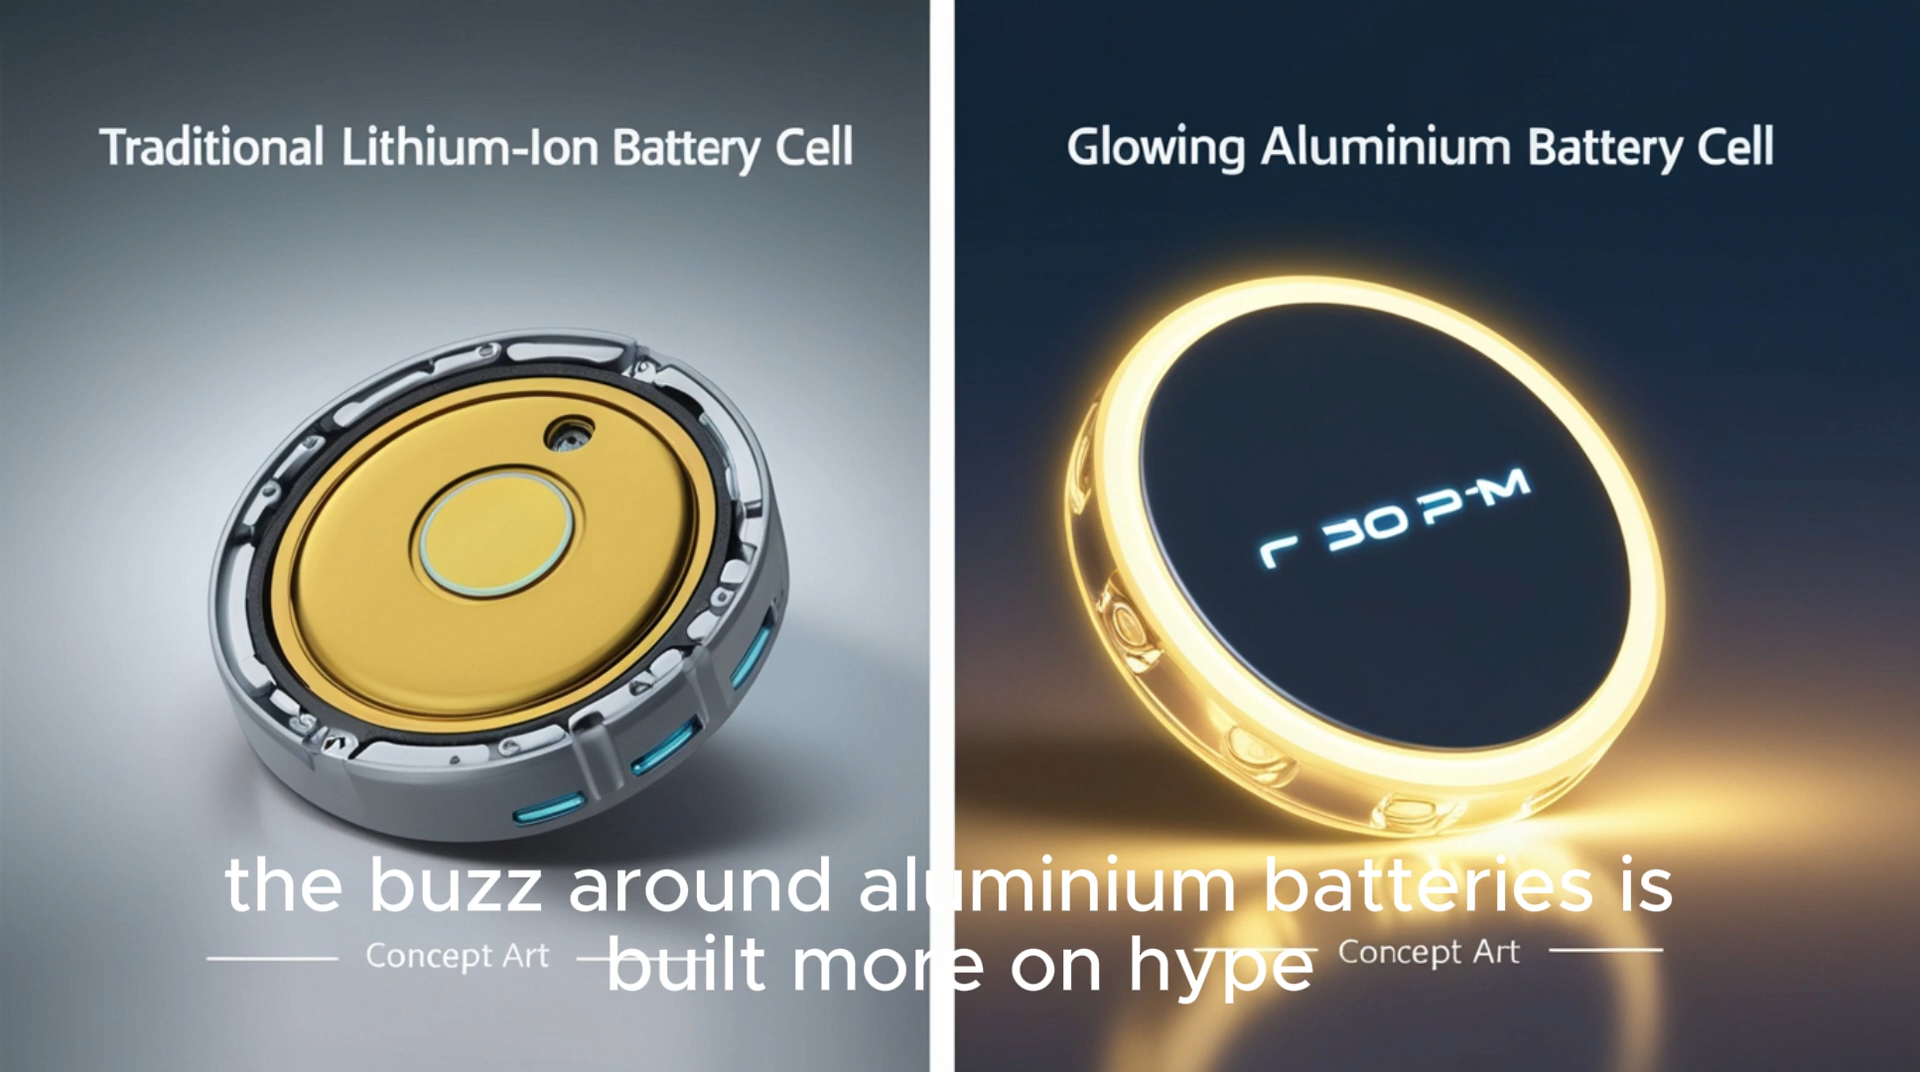 Traditional Lithium-Ion Battery Cell
Glowing Aluminium Battery Cell
the buzz around aluminium batteries is
built more on hype
Concept Art
Concept Art